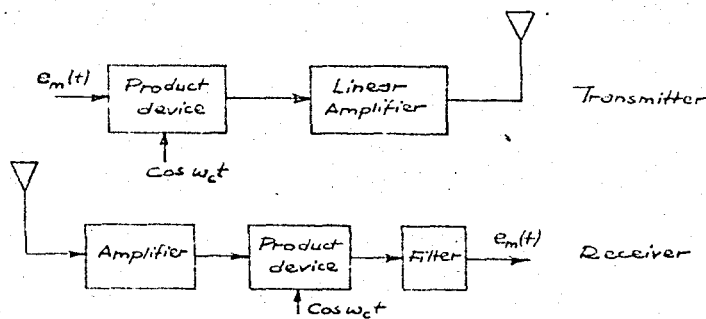 e_m(t)
Product
device
Linear
Amplifier
Transmitter
cos ω_c t
Amplifier
Product
device
Filter
e_m(t)
Receiver
cos ω_c t